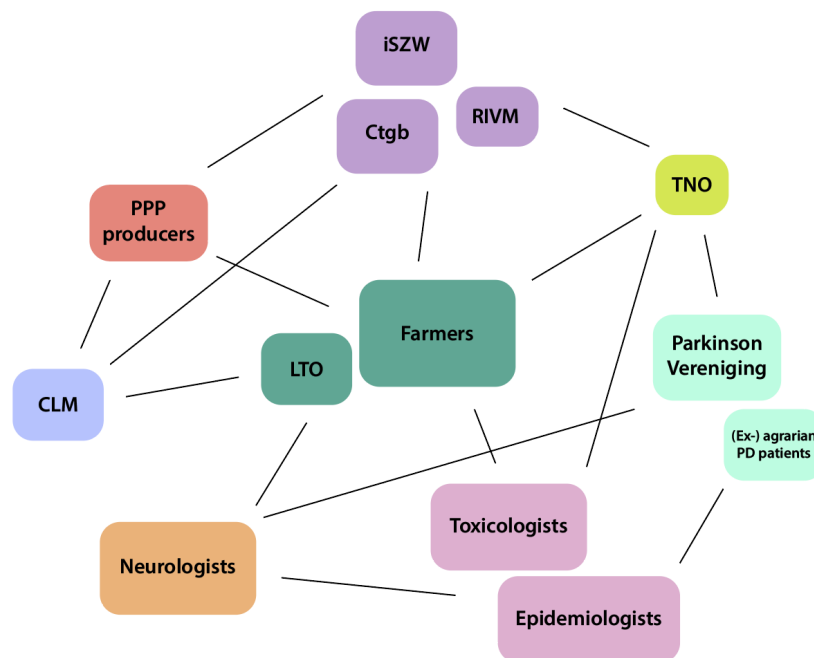 iSZW
RIVM
Ctgb
TNO
PPP
producers
Farmers
Parkinson
Vereniging
LTO
CLM
(Ex-) agrarian
PD patients
Toxicologists
Neurologists
Epidemiologists